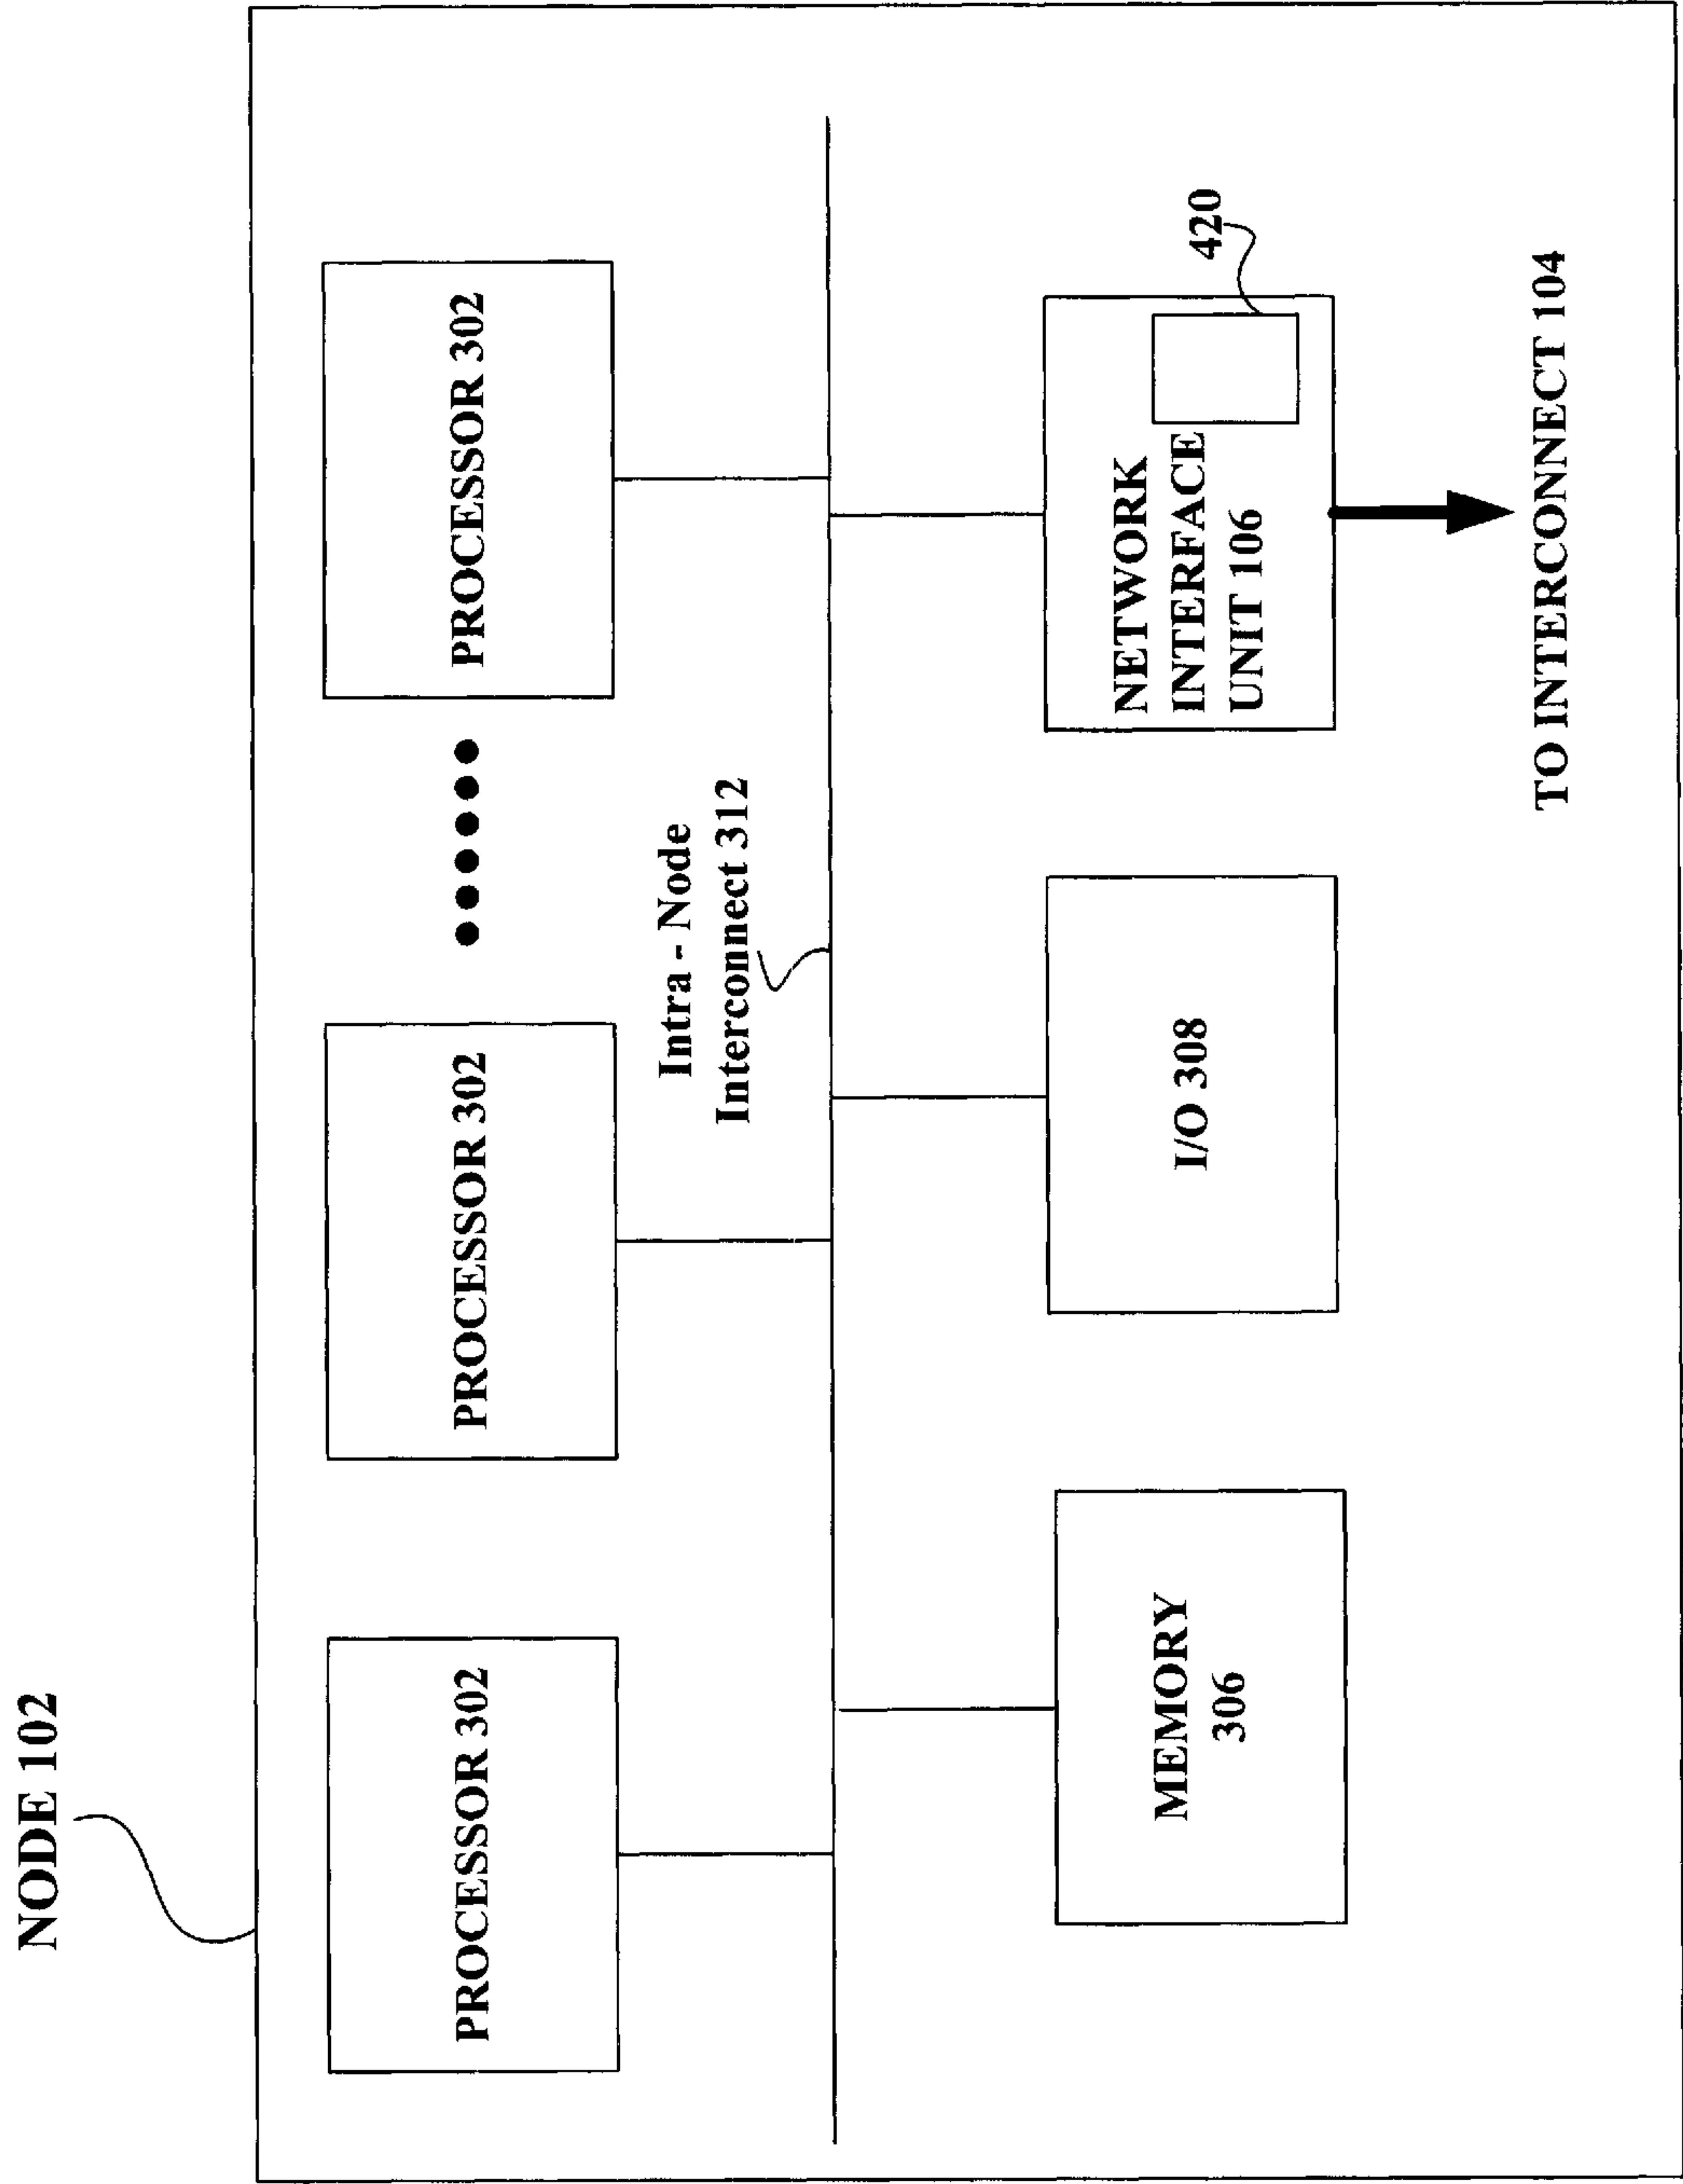 NODE 102
PROCESSOR 302
PROCESSOR 302
PROCESSOR 302
Intra - Node
Interconnect 312
MEMORY
306
I/O 308
NETWORK
INTERFACE
UNIT 106
420
TO INTERCONNECT 104